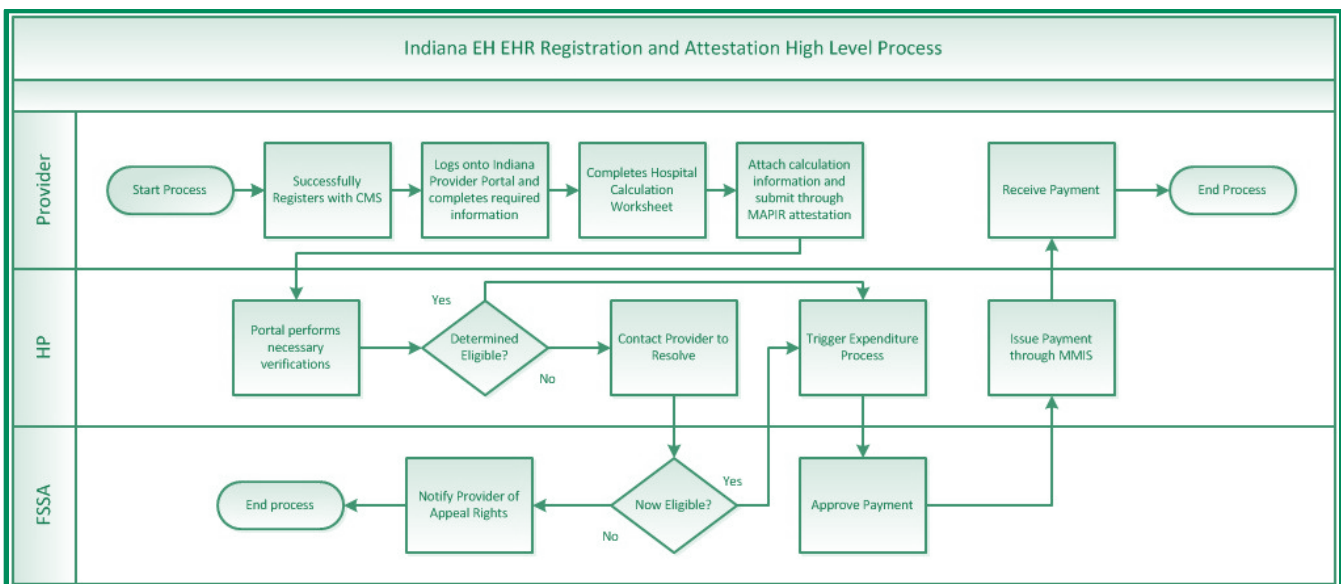 Indiana EH EHR Registration and Attestation High Level Process
Provider
Start Process
Successfully
Registers with CMS
Logs onto Indiana
Provider Portal and
completes required
information
Completes Hospital
Calculation
Worksheet
Attach calculation
information and
submit through
MAPIR attestation
Receive Payment
End Process
HP
Portal performs
necessary
verifications
Yes
Determined
Eligible?
No
Contact Provider to
Resolve
Trigger Expenditure
Process
Issue Payment
through MMIS
FSSA
End process
Notify Provider of
Appeal Rights
No
Now Eligible?
Yes
Approve Payment